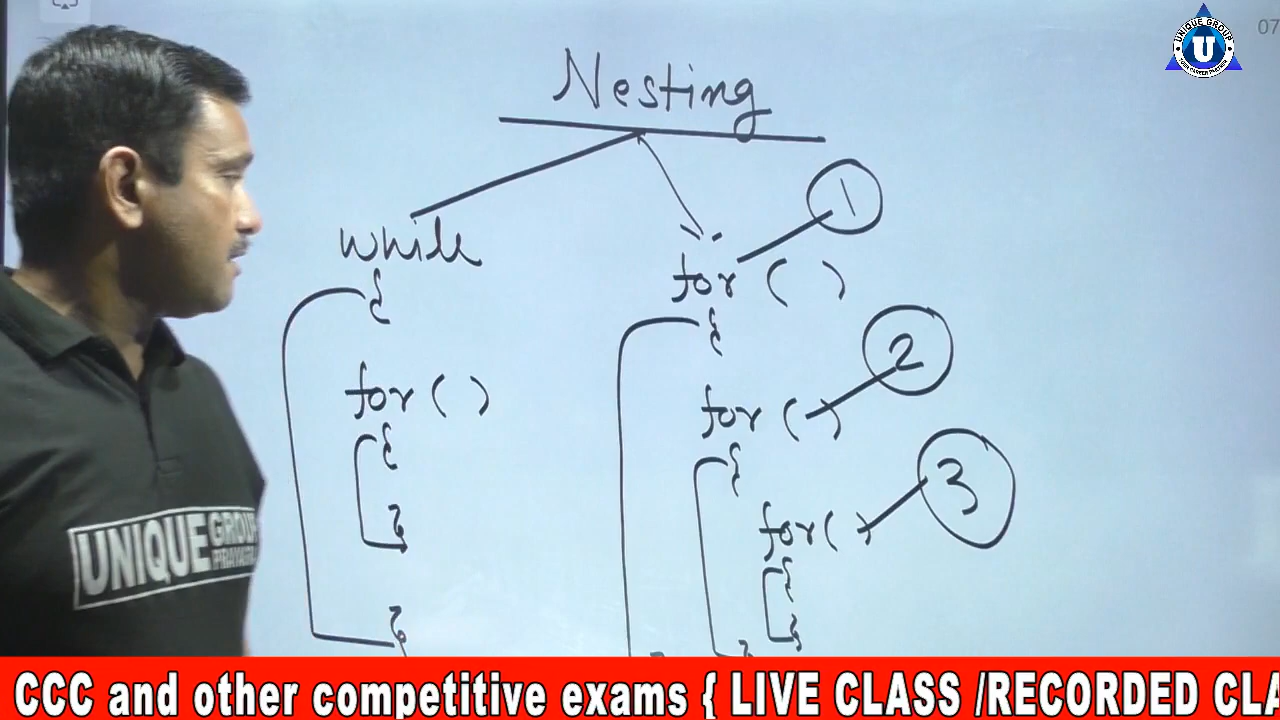 07
UNIQUE GROUP
U
Nesting
1
while
for ( )
{
{
2
for ( )
for ( )
{
{
3
for ( )
}
{
}
}
}
UNIQUE GROUP
CCC and other competitive exams { LIVE CLASS /RECORDED CLA